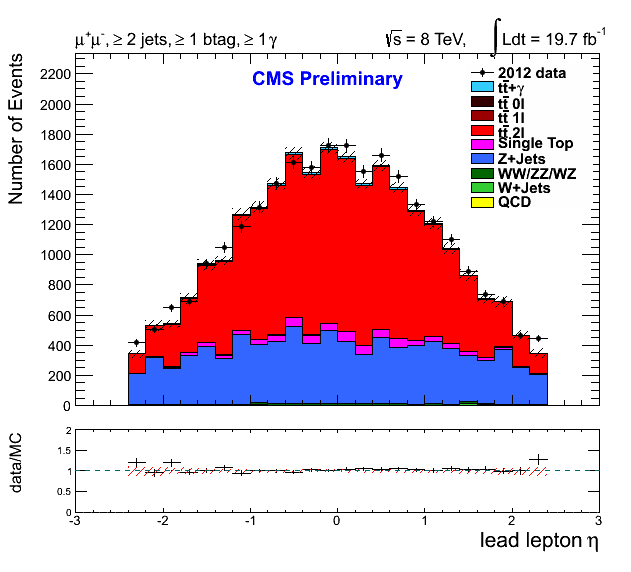 μ⁺μ⁻, ≥ 2 jets, ≥ 1 btag, ≥ 1 γ
√s = 8 TeV, ∫ Ldt = 19.7 fb⁻¹
CMS Preliminary
Number of Events
2200
2000
1800
1600
1400
1200
1000
800
600
400
200
0
2012 data
tt̄+γ
tt̄ 0l
tt̄ 1l
tt̄ 2l
Single Top
Z+Jets
WW/ZZ/WZ
W+Jets
QCD
data/MC
2
1.5
1
0.5
0
-3 -2 -1 0 1 2 3
lead lepton η